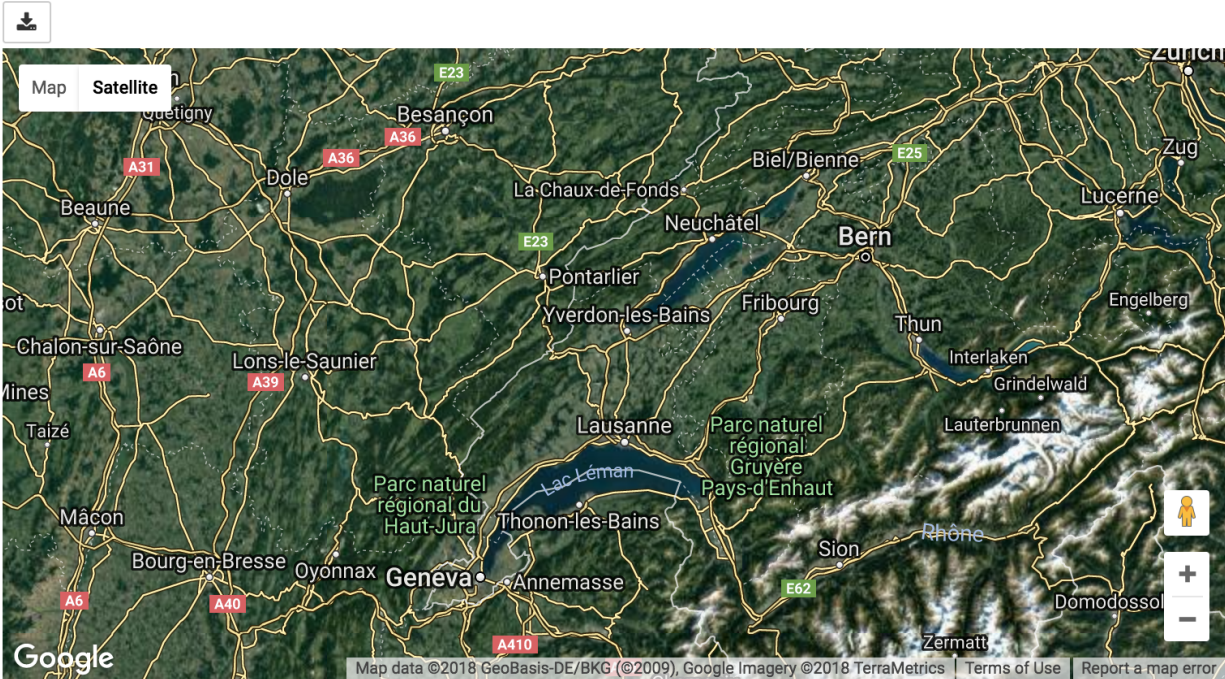 Zürich
E23
Map
Satellite
Quetigny
Besançon
A36
A36
A31
E25
Zug
Biel/Bienne
Dole
La Chaux-de-Fonds
Lucerne
Beaune
Neuchâtel
Bern
E23
Pontarlier
Engelberg
Fribourg
Yverdon-les-Bains
Thun
Chalon-sur-Saône
Interlaken
Lons-le-Saunier
A6
A39
Grindelwald
Mines
Lausanne
Parc naturel
régional
Gruyère
Pays-d'Enhaut
Lauterbrunnen
Taizé
Lac Léman
Parc naturel
régional du
Haut-Jura
Mâcon
Thonon-les-Bains
Rhône
Sion
Bourg-en-Bresse
Oyonnax
Geneva
Annemasse
E62
A6
A40
Domodossol
A410
Zermatt
Google
Map data ©2018 GeoBasis-DE/BKG (©2009), Google Imagery ©2018 TerraMetrics
Terms of Use
Report a map error